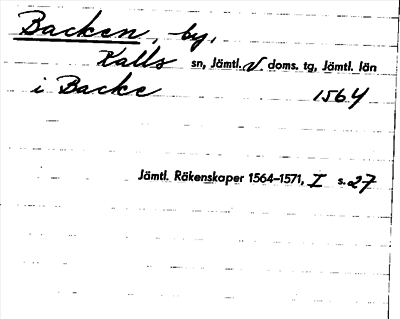 Backen, by,
Kalls sn, Jämtl. V. doms. tg, Jämtl. län
i Backe 1564
Jämtl. Räkenskaper 1564–1571, I s. 27